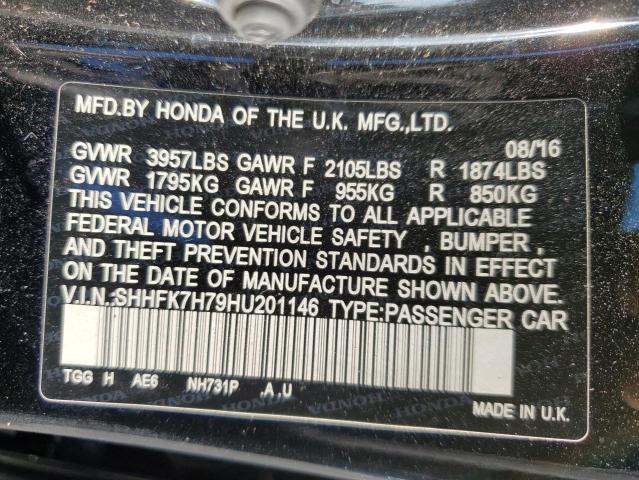 MFD.BY HONDA OF THE U.K. MFG.,LTD.
08/16
GVWR 3957LBS GAWR F 2105LBS R 1874LBS
GVWR 1795KG GAWR F 955KG R 850KG
THIS VEHICLE CONFORMS TO ALL APPLICABLE
FEDERAL MOTOR VEHICLE SAFETY , BUMPER ,
AND THEFT PREVENTION STANDARDS IN EFFECT
ON THE DATE OF MANUFACTURE SHOWN ABOVE.
V.I.N.:SHHFK7H79HU201146 TYPE:PASSENGER CAR
TGG H AE6 NH731P .A .U
MADE IN U.K.